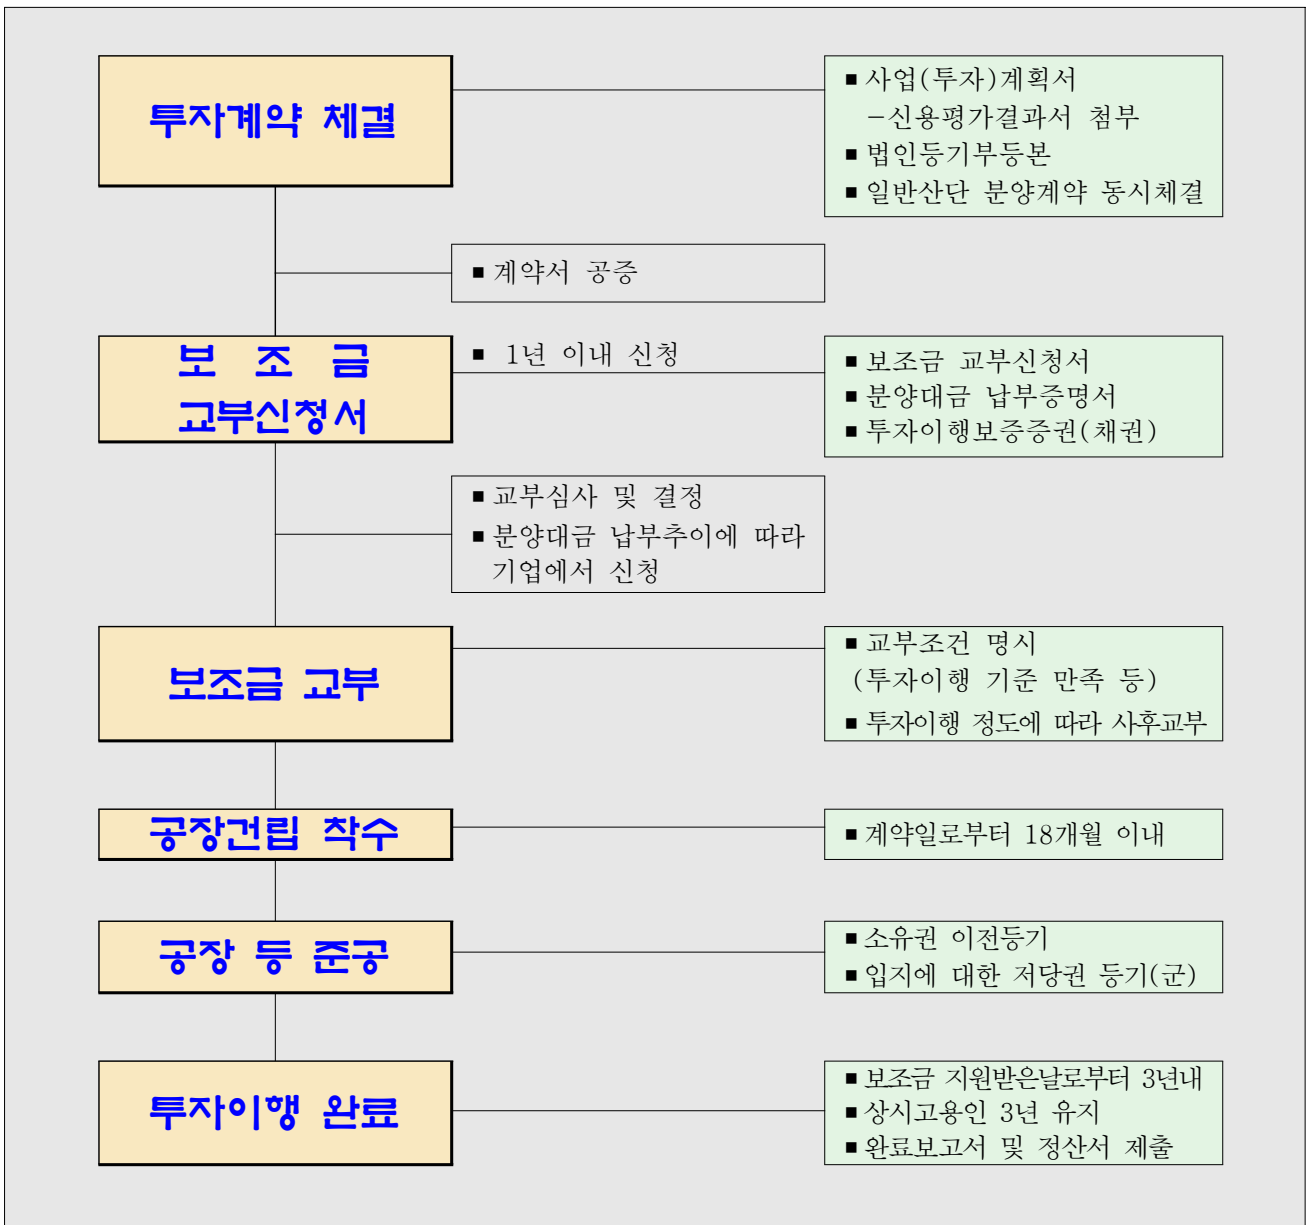 투자계약 체결
■ 사업(투자)계획서
-신용평가결과서 첨부
■ 법인등기부등본
■ 일반산단 분양계약 동시체결
■ 계약서 공증
보 조 금
교부신청서
■ 1년 이내 신청
■ 보조금 교부신청서
■ 분양대금 납부증명서
■ 투자이행보증증권(채권)
■ 교부심사 및 결정
■ 분양대금 납부추이에 따라
기업에서 신청
보조금 교부
■ 교부조건 명시
(투자이행 기준 만족 등)
■ 투자이행 정도에 따라 사후교부
공장건립 착수
■ 계약일로부터 18개월 이내
공장 등 준공
■ 소유권 이전등기
■ 입지에 대한 저당권 등기(군)
투자이행 완료
■ 보조금 지원받은날로부터 3년내
■ 상시고용인 3년 유지
■ 완료보고서 및 정산서 제출